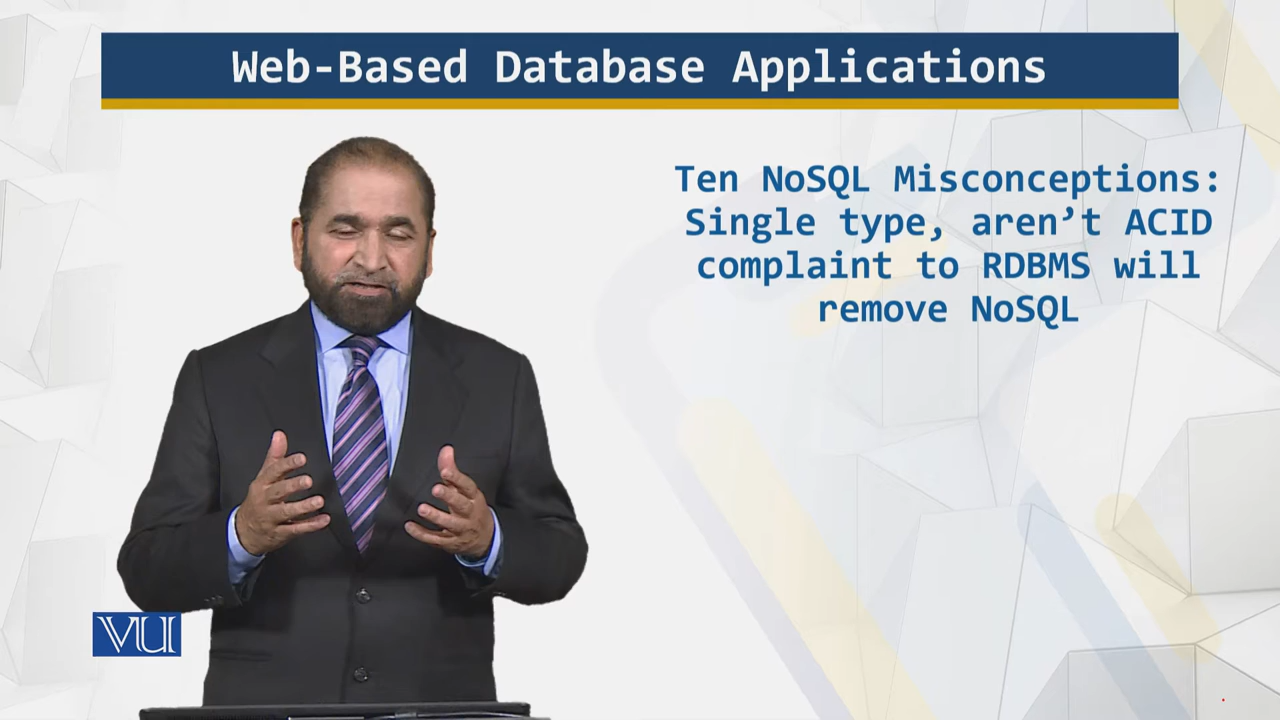 Web-Based Database Applications
Ten NoSQL Misconceptions:
Single type, aren’t ACID
complaint to RDBMS will
remove NoSQL
VU